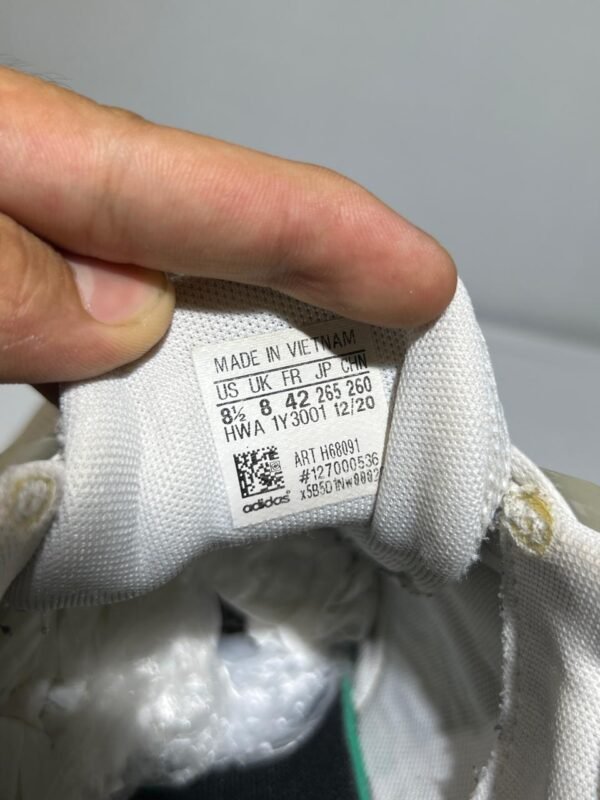 MADE IN VIETNAM
US UK FR JP CHN
8½ 8 42 265 260
HWA 1Y3001 12/20
ART H68091
#127000536
adidas